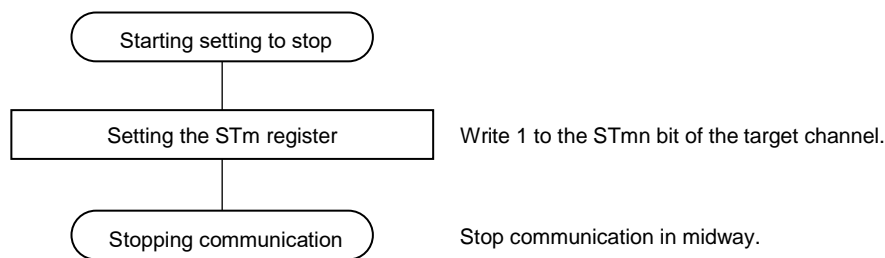 Starting setting to stop
Setting the STm register
Write 1 to the STmn bit of the target channel.
Stopping communication
Stop communication in midway.